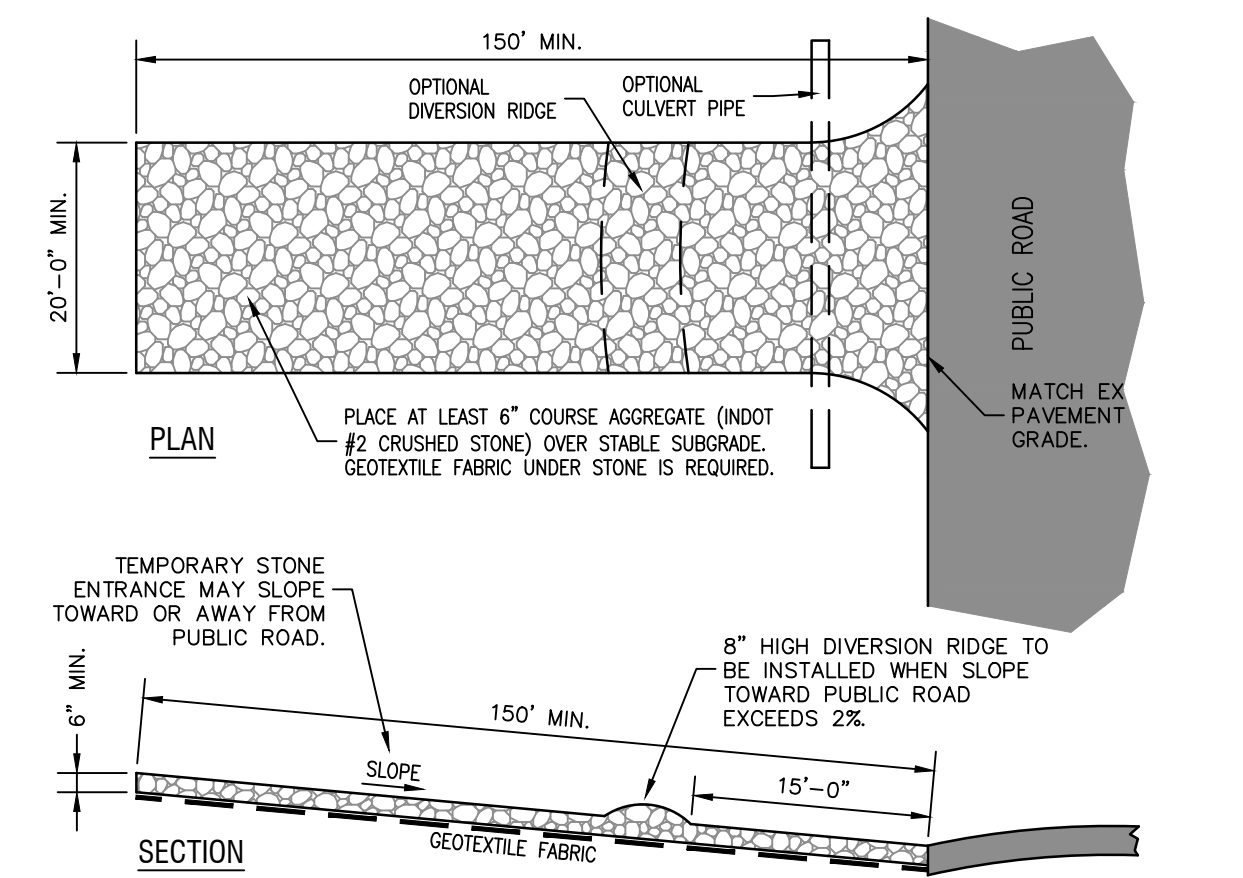 150' MIN.
OPTIONAL
DIVERSION RIDGE
OPTIONAL
CULVERT PIPE
20'-0" MIN.
PUBLIC ROAD
MATCH EX
PAVEMENT
GRADE.
PLACE AT LEAST 6" COURSE AGGREGATE (INDOT
#2 CRUSHED STONE) OVER STABLE SUBGRADE.
GEOTEXTILE FABRIC UNDER STONE IS REQUIRED.
PLAN
TEMPORARY STONE
ENTRANCE MAY SLOPE
TOWARD OR AWAY FROM
PUBLIC ROAD.
8" HIGH DIVERSION RIDGE TO
BE INSTALLED WHEN SLOPE
TOWARD PUBLIC ROAD
EXCEEDS 2%.
6" MIN.
150' MIN.
SLOPE
15'-0"
GEOTEXTILE FABRIC
SECTION